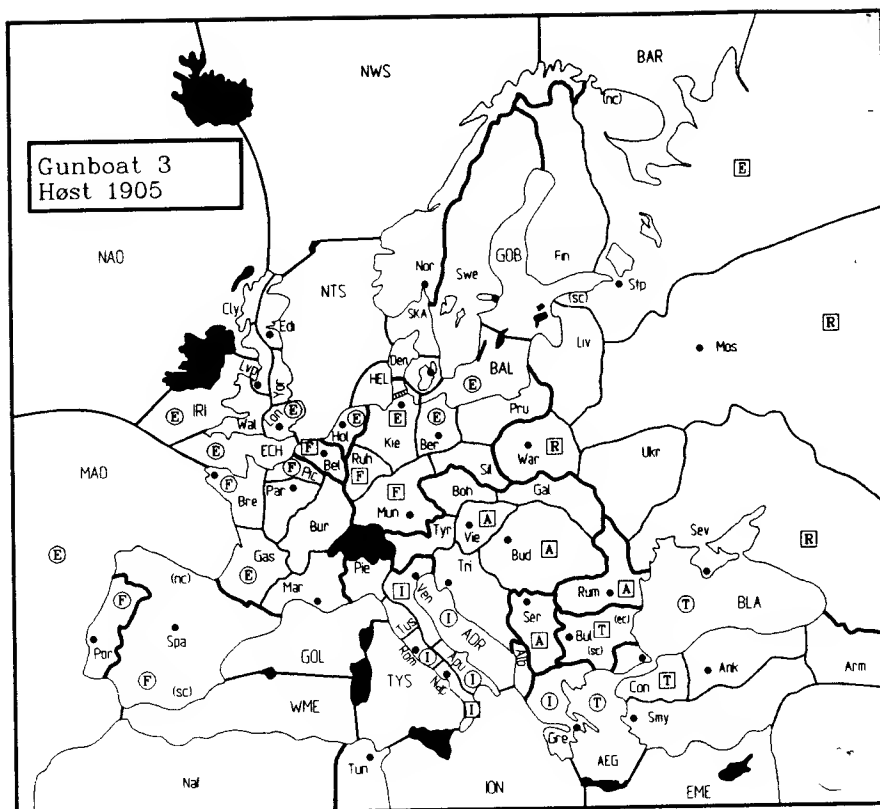 NWS
BAR
(nc)
Gunboat 3
Høst 1905
E
NAO
Nor
Swe
GOB
Fin
Stp
NTS
SKA
(sc)
R
Cly
Edi
Den
Liv
Mos
Lvp
Yor
HEL
BAL
E
IRI
E
Wal
Lon
E
Hol
E
Kie
E
Ber
E
Pru
War
R
ECH
E
F
Bel
Ruh
F
Sil
Ukr
MAO
F
Pic
Bre
F
Par
Mun
F
Boh
Gal
Bur
Tyr
Vie
A
Sev
E
Gas
E
Pie
Tri
Bud
A
R
(nc)
Mar
I
Ven
Rum
A
T
BLA
F
Tus
Ser
A
Bul
T
(ec)
(sc)
Por
Spa
GOL
ADR
I
Alb
Rom
I
Apu
I
Nap
I
Con
T
Ank
Arm
F
(sc)
TYS
WME
I
Gre
T
Smy
AEG
Tun
Naf
ION
EME